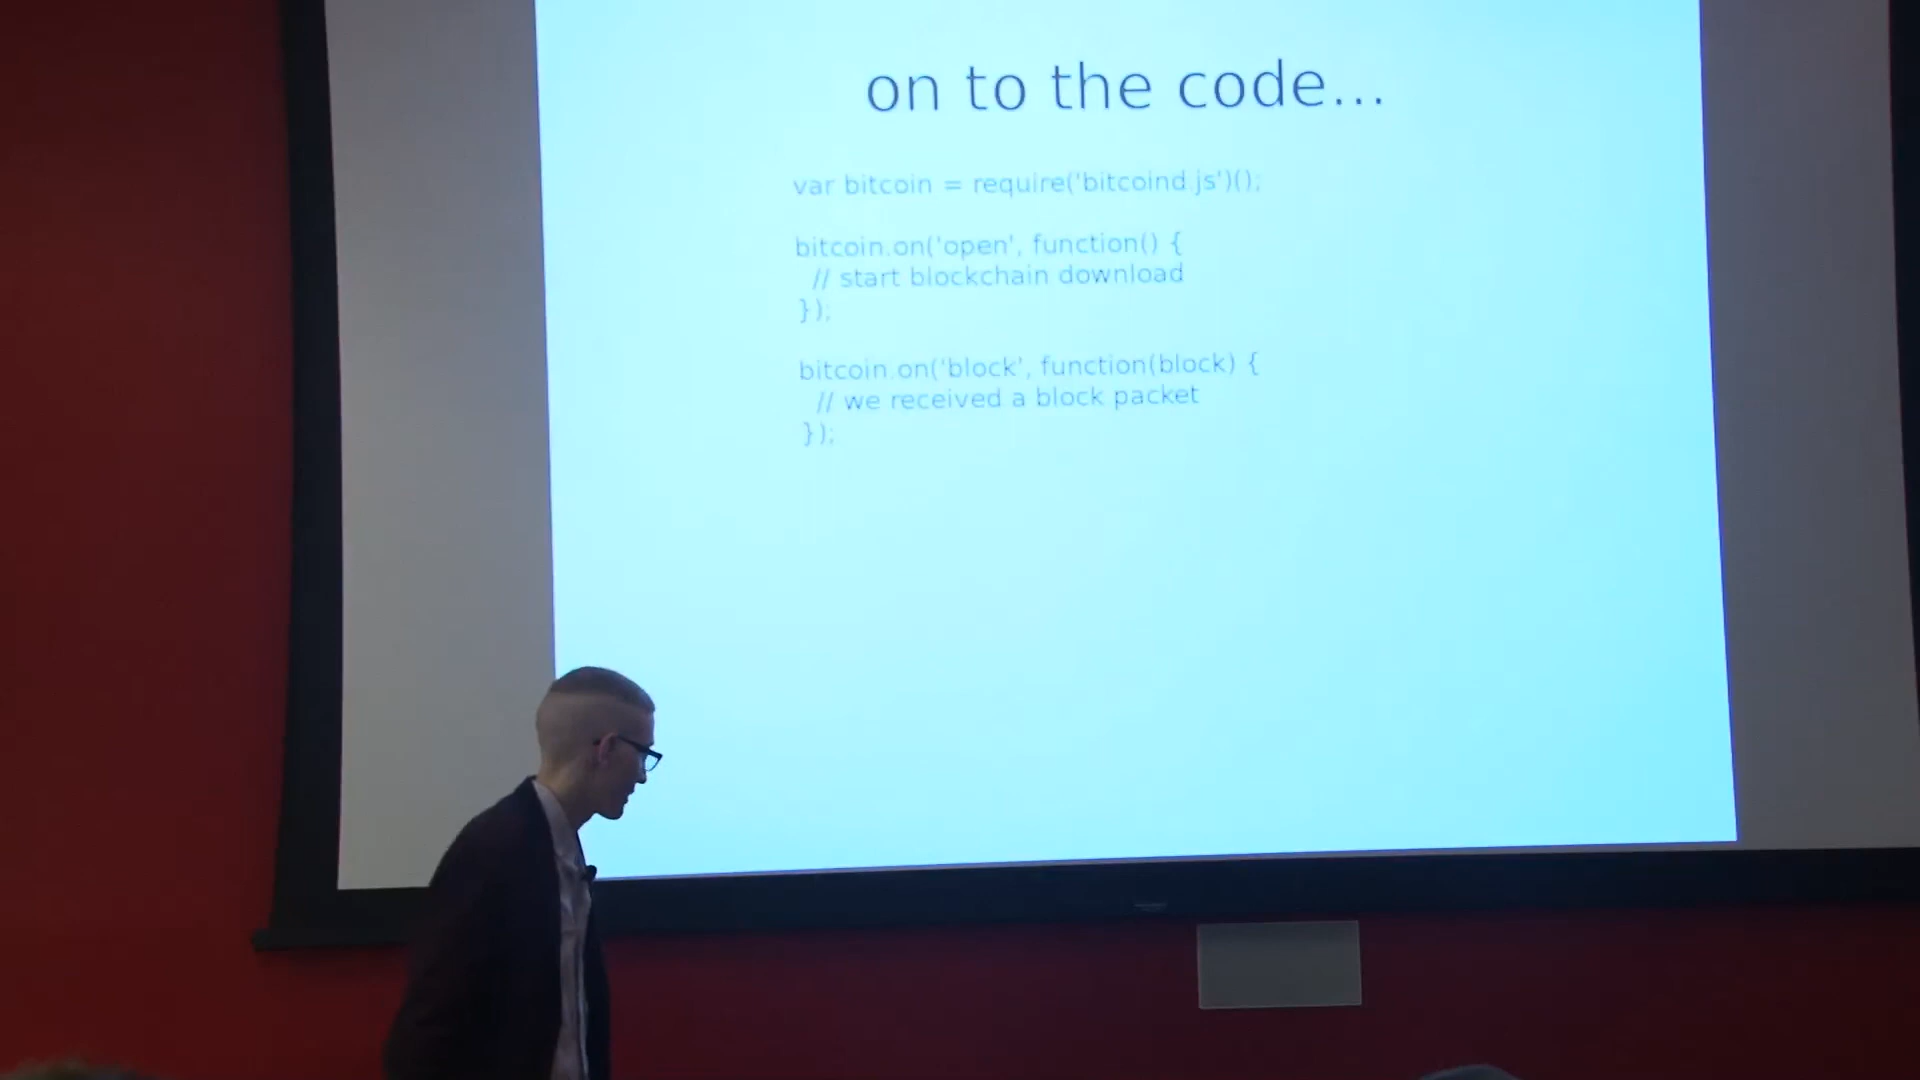 on to the code...
var bitcoin = require('bitcoind.js')();
bitcoin.on('open', function() {
// start blockchain download
});
bitcoin.on('block', function(block) {
// we received a block packet
});